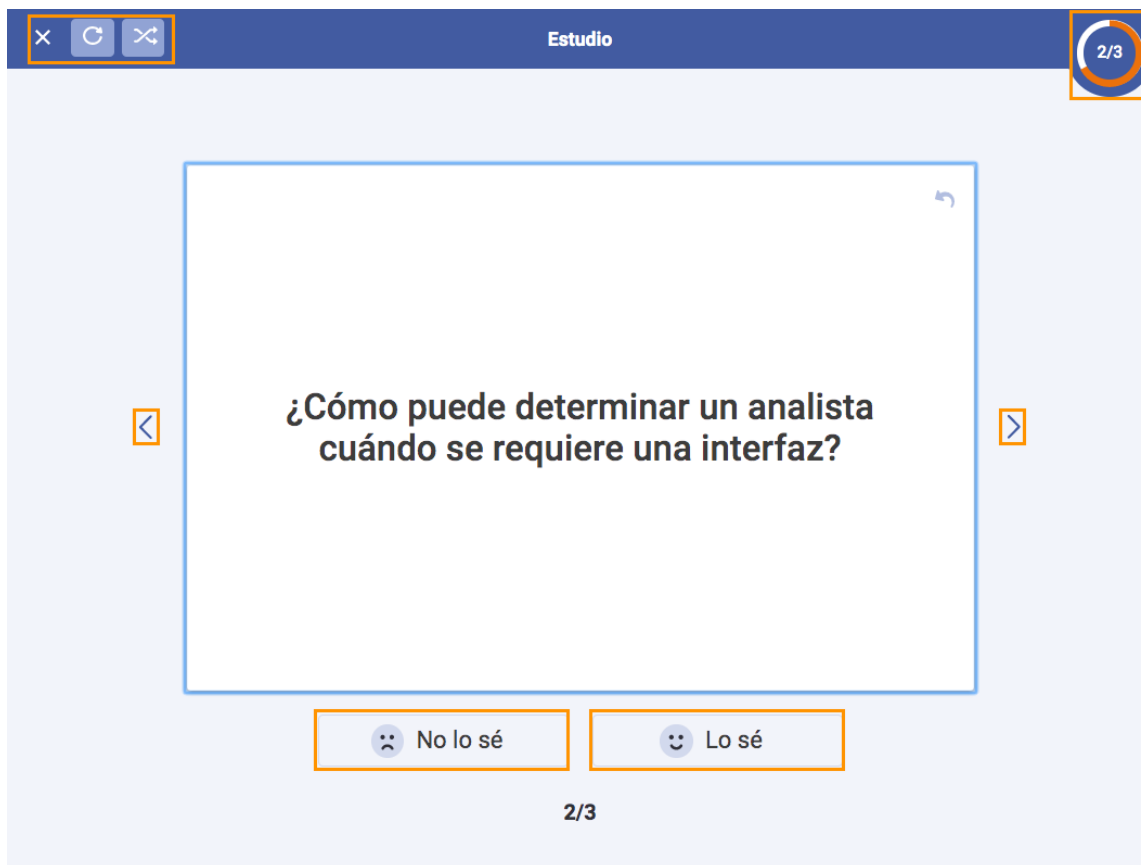 Estudio
2/3
¿Cómo puede determinar un analista
cuándo se requiere una interfaz?
No lo sé
Lo sé
2/3